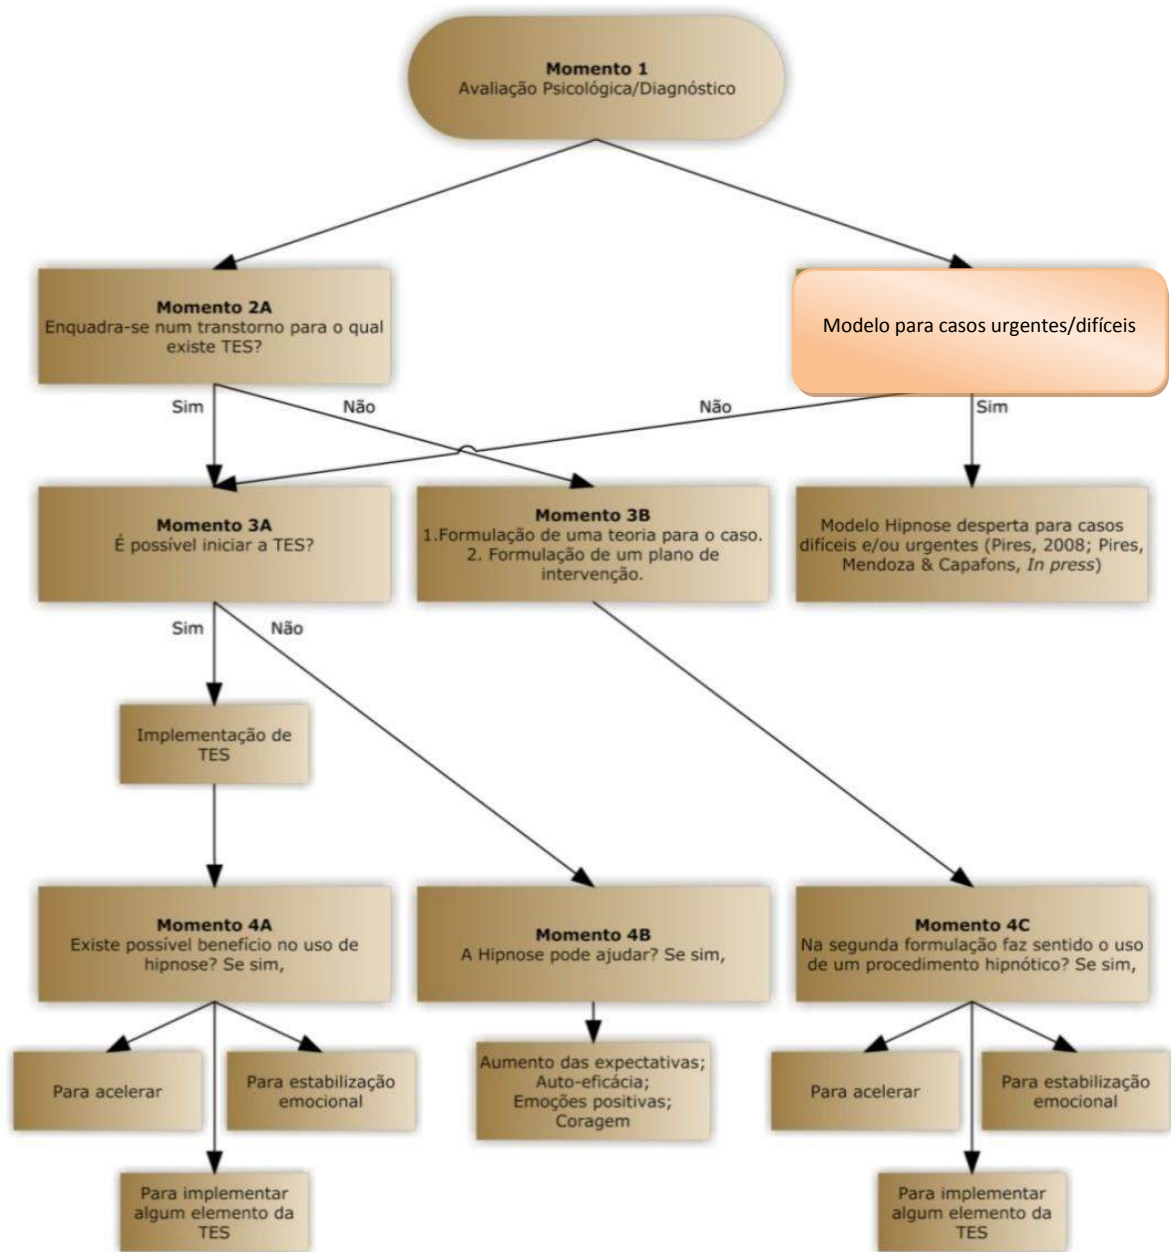 Momento 1
Avaliação Psicológica/Diagnóstico
Momento 2A
Enquadra-se num transtorno para o qual
existe TES?
Modelo para casos urgentes/difíceis
Sim
Não
Não
Sim
Momento 3A
É possível iniciar a TES?
Momento 3B
1.Formulação de uma teoria para o caso.
2. Formulação de um plano de
intervenção.
Modelo Hipnose desperta para casos
difíceis e/ou urgentes (Pires, 2008; Pires,
Mendoza & Capafons, In press)
Sim
Não
Implementação de
TES
Momento 4A
Existe possível benefício no uso de
hipnose? Se sim,
Momento 4B
A Hipnose pode ajudar? Se sim,
Momento 4C
Na segunda formulação faz sentido o uso
de um procedimento hipnótico? Se sim,
Para acelerar
Para estabilização
emocional
Aumento das expectativas;
Auto-eficácia;
Emoções positivas;
Coragem
Para acelerar
Para estabilização
emocional
Para implementar
algum elemento da
TES
Para implementar
algum elemento da
TES